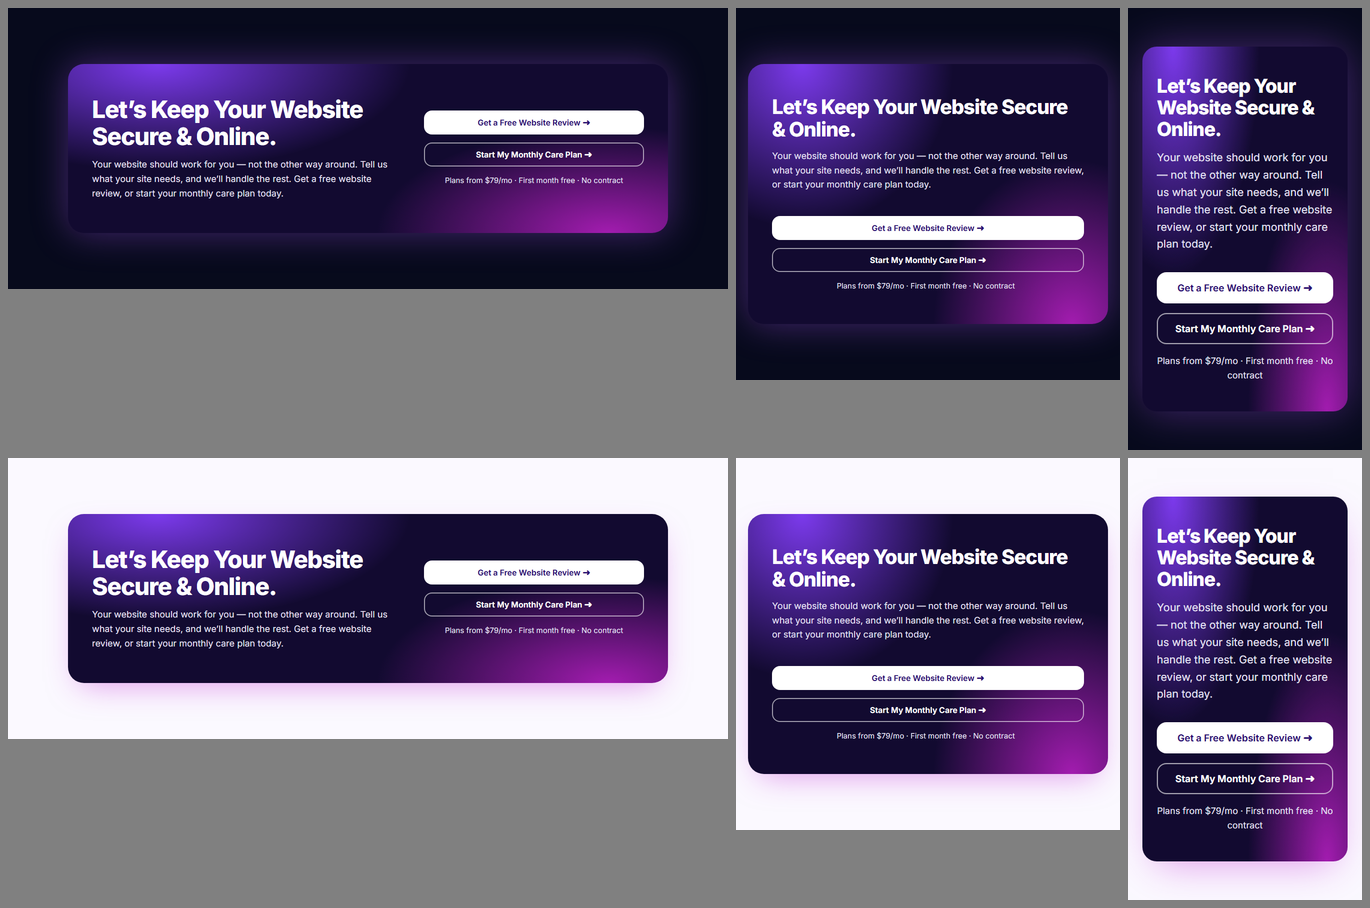 Let’s Keep Your Website
Secure & Online.
Your website should work for you — not the other way around. Tell us
what your site needs, and we’ll handle the rest. Get a free website
review, or start your monthly care plan today.
Get a Free Website Review ➜
Start My Monthly Care Plan ➜
Plans from $79/mo · First month free · No contract
Let’s Keep Your Website Secure
& Online.
Your website should work for you — not the other way around. Tell us
what your site needs, and we’ll handle the rest. Get a free website review,
or start your monthly care plan today.
Get a Free Website Review ➜
Start My Monthly Care Plan ➜
Plans from $79/mo · First month free · No contract
Let’s Keep Your
Website Secure &
Online.
Your website should work for you
— not the other way around. Tell
us what your site needs, and we’ll
handle the rest. Get a free website
review, or start your monthly care
plan today.
Get a Free Website Review ➜
Start My Monthly Care Plan ➜
Plans from $79/mo · First month free · No
contract
Let’s Keep Your Website
Secure & Online.
Your website should work for you — not the other way around. Tell us
what your site needs, and we’ll handle the rest. Get a free website
review, or start your monthly care plan today.
Get a Free Website Review ➜
Start My Monthly Care Plan ➜
Plans from $79/mo · First month free · No contract
Let’s Keep Your Website Secure
& Online.
Your website should work for you — not the other way around. Tell us
what your site needs, and we’ll handle the rest. Get a free website review,
or start your monthly care plan today.
Get a Free Website Review ➜
Start My Monthly Care Plan ➜
Plans from $79/mo · First month free · No contract
Let’s Keep Your
Website Secure &
Online.
Your website should work for you
— not the other way around. Tell
us what your site needs, and we’ll
handle the rest. Get a free website
review, or start your monthly care
plan today.
Get a Free Website Review ➜
Start My Monthly Care Plan ➜
Plans from $79/mo · First month free · No
contract